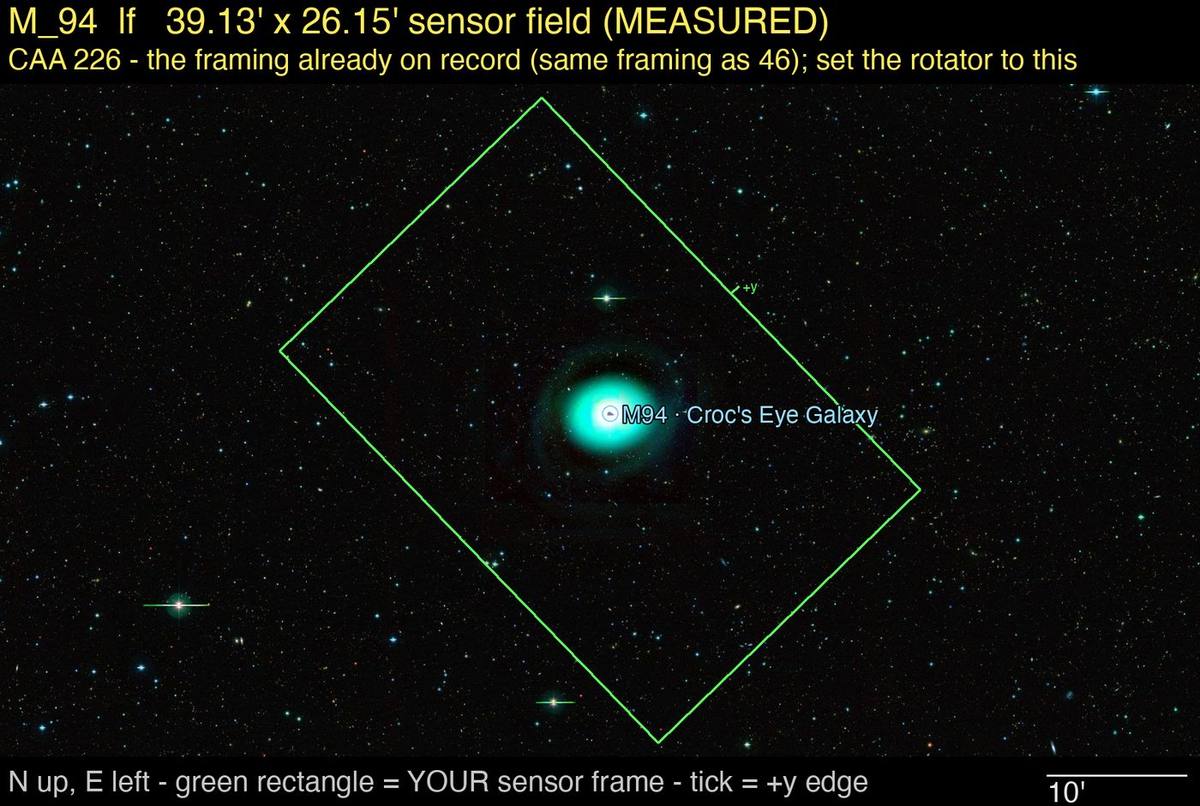 M_94 lf 39.13' x 26.15' sensor field (MEASURED)
CAA 226 - the framing already on record (same framing as 46); set the rotator to this
+y
M94 · Croc's Eye Galaxy
N up, E left - green rectangle = YOUR sensor frame - tick = +y edge
10'